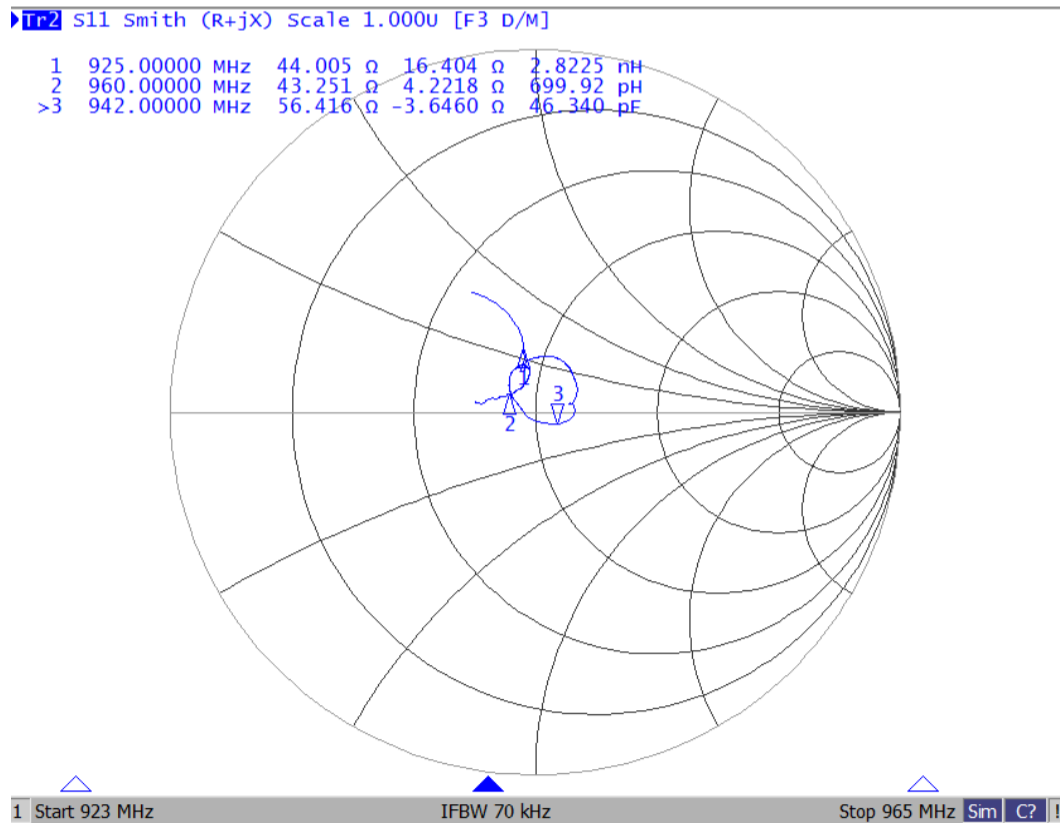 Tr2 S11 Smith (R+jX) Scale 1.000U [F3 D/M]
1 925.00000 MHz 44.005 Ω 16.404 Ω 2.8225 nH
2 960.00000 MHz 43.251 Ω 4.2218 Ω 699.92 pH
>3 942.00000 MHz 56.416 Ω -3.6460 Ω 46.340 pF
1
3
2
1 Start 923 MHz IFBW 70 kHz Stop 965 MHz Sim C? !